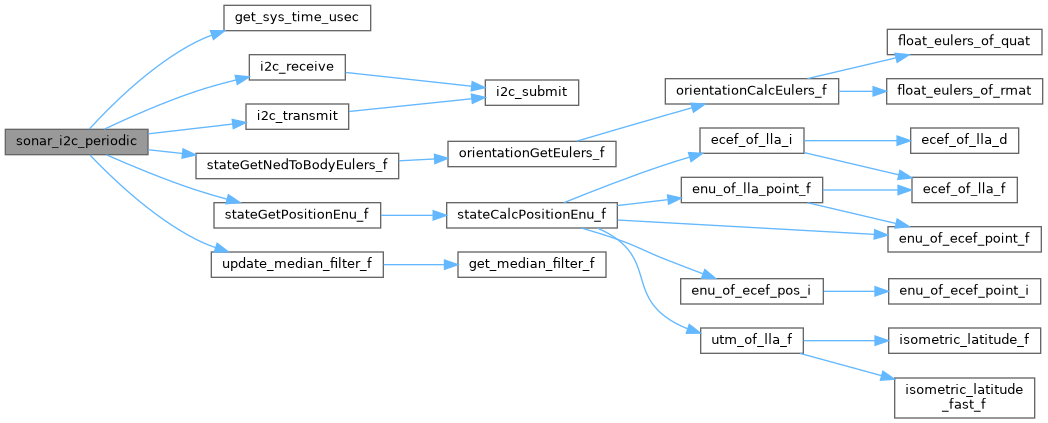 sonar_i2c_periodic
get_sys_time_usec
i2c_receive
i2c_transmit
i2c_submit
stateGetNedToBodyEulers_f
orientationGetEulers_f
orientationCalcEulers_f
float_eulers_of_quat
float_eulers_of_rmat
stateGetPositionEnu_f
stateCalcPositionEnu_f
ecef_of_lla_i
ecef_of_lla_d
ecef_of_lla_f
enu_of_lla_point_f
enu_of_ecef_point_f
enu_of_ecef_pos_i
enu_of_ecef_point_i
utm_of_lla_f
isometric_latitude_f
isometric_latitude
_fast_f
update_median_filter_f
get_median_filter_f